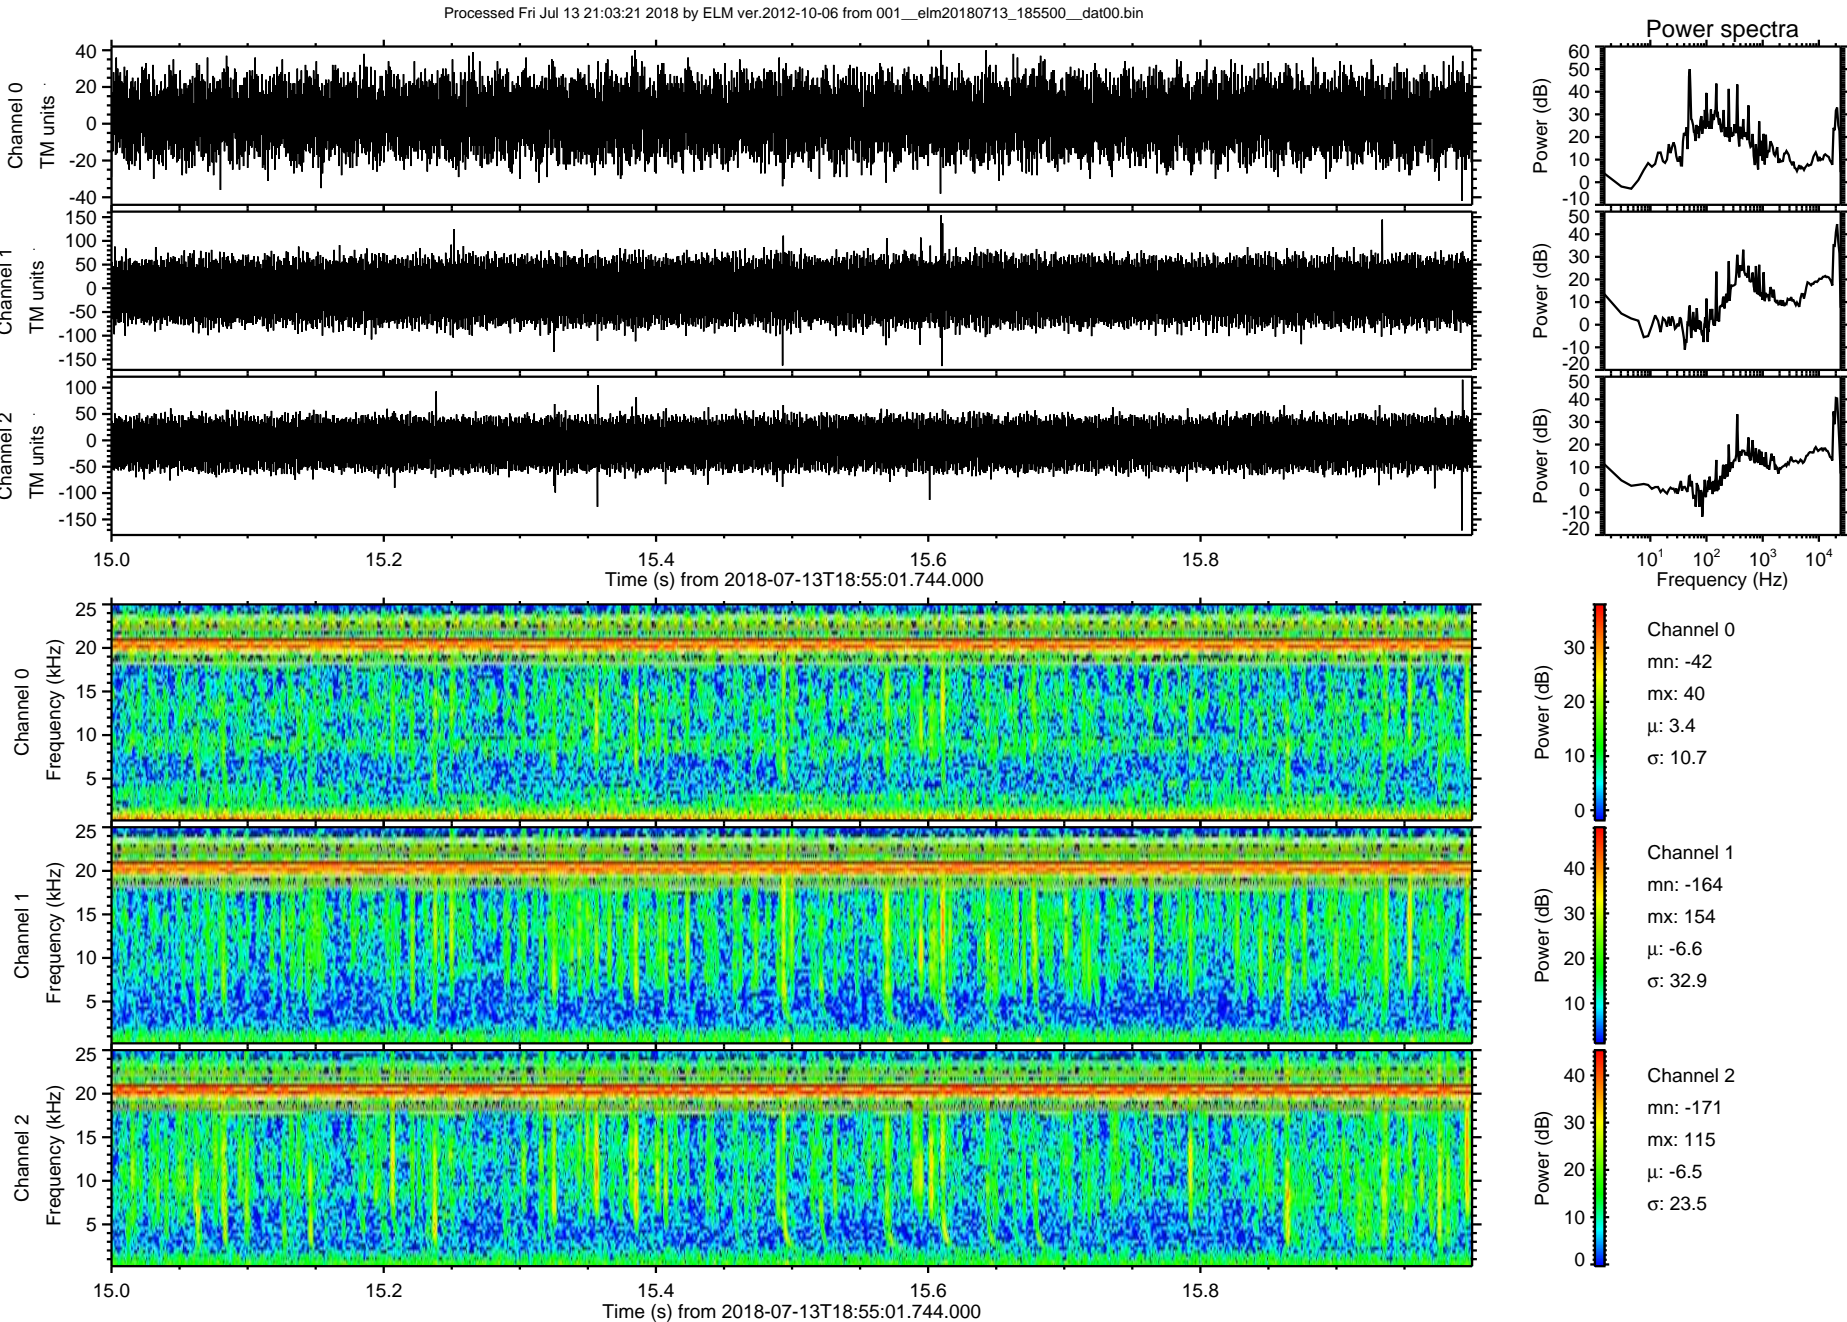 Processed Fri Jul 13 21:03:21 2018 by ELM ver.2012-10-06 from 001__elm20180713_185500__dat00.bin
Power spectra
Channel 0
TM units
40
20
0
-20
-40
Power (dB)
60
50
40
30
20
10
0
-10
Channel 1
TM units
150
100
50
0
-50
-100
-150
Power (dB)
50
40
30
20
10
0
-10
-20
Channel 2
TM units
100
50
0
-50
-100
-150
Power (dB)
50
40
30
20
10
0
-10
-20
15.0 15.2 15.4 15.6 15.8
Time (s) from 2018-07-13T18:55:01.744.000
10¹ 10² 10³ 10⁴
Frequency (Hz)
Channel 0
Frequency (kHz)
25
20
15
10
5
Power (dB)
30
20
10
0
Channel 0
mn: -42
mx: 40
μ: 3.4
σ: 10.7
Channel 1
Frequency (kHz)
25
20
15
10
5
Power (dB)
40
30
20
10
Channel 1
mn: -164
mx: 154
μ: -6.6
σ: 32.9
Channel 2
Frequency (kHz)
25
20
15
10
5
Power (dB)
40
30
20
10
0
Channel 2
mn: -171
mx: 115
μ: -6.5
σ: 23.5
15.0 15.2 15.4 15.6 15.8
Time (s) from 2018-07-13T18:55:01.744.000